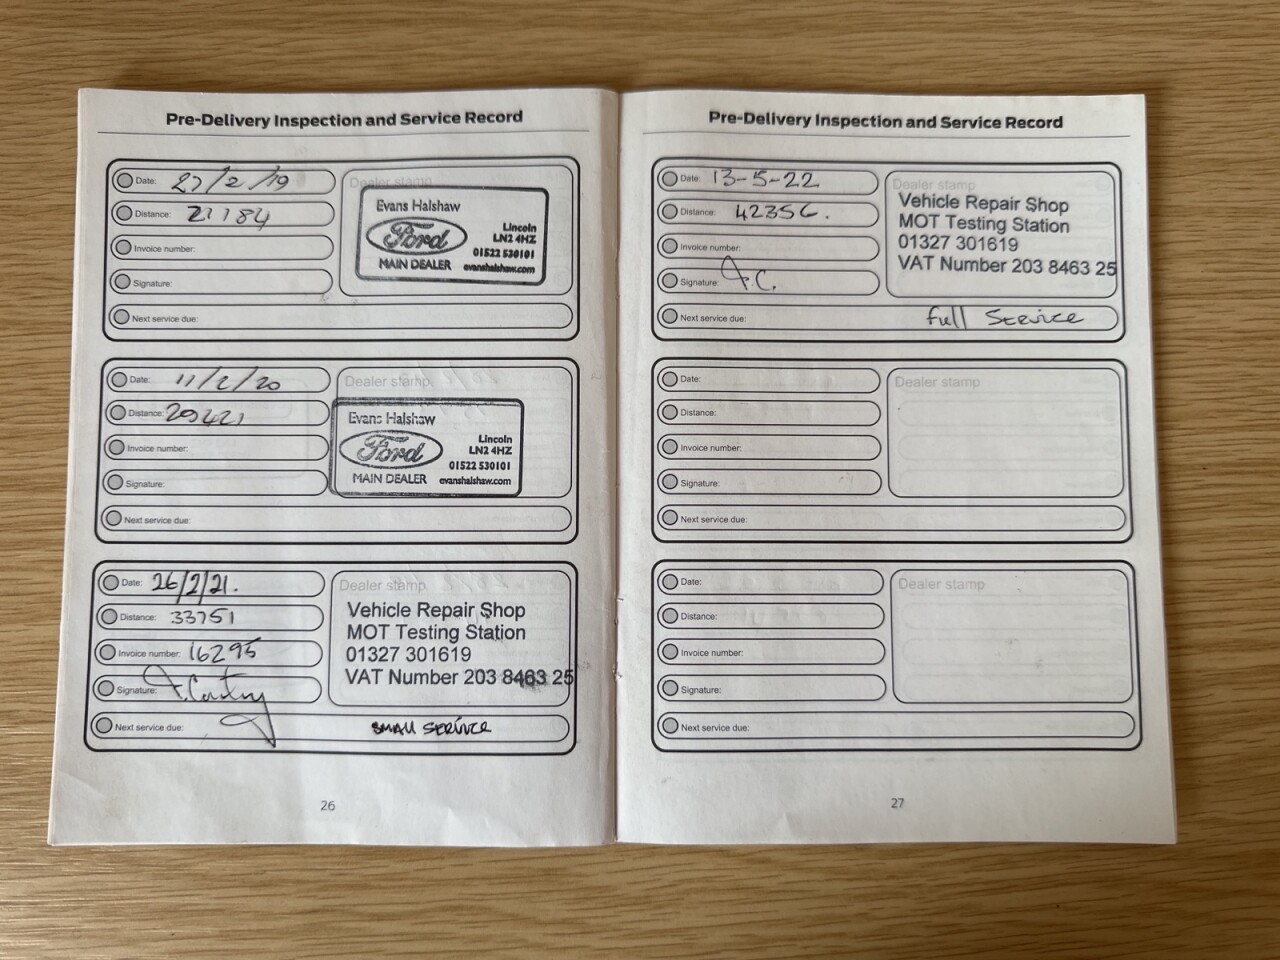 Pre-Delivery Inspection and Service Record
Date: 27/2/19
Distance: 21184
Invoice number:
Signature:
Next service due:
Dealer stamp
Evans Halshaw
Ford
MAIN DEALER
Lincoln
LN2 4HZ
01522 530101
evanshalshaw.com
Date: 11/2/20
Distance: 29421
Invoice number:
Signature:
Next service due:
Dealer stamp
Evans Halshaw
Ford
MAIN DEALER
Lincoln
LN2 4HZ
01522 530101
evanshalshaw.com
Date: 26/2/21.
Distance: 33751
Invoice number: 16295
Signature:
Next service due: SMALL SERVICE
Dealer stamp
Vehicle Repair Shop
MOT Testing Station
01327 301619
VAT Number 203 8463 25
26
Pre-Delivery Inspection and Service Record
Date: 13-5-22
Distance: 42356.
Invoice number:
Signature: J.C.
Next service due: full Service
Dealer stamp
Vehicle Repair Shop
MOT Testing Station
01327 301619
VAT Number 203 8463 25
Date:
Distance:
Invoice number:
Signature:
Next service due:
Dealer stamp
Date:
Distance:
Invoice number:
Signature:
Next service due:
Dealer stamp
27